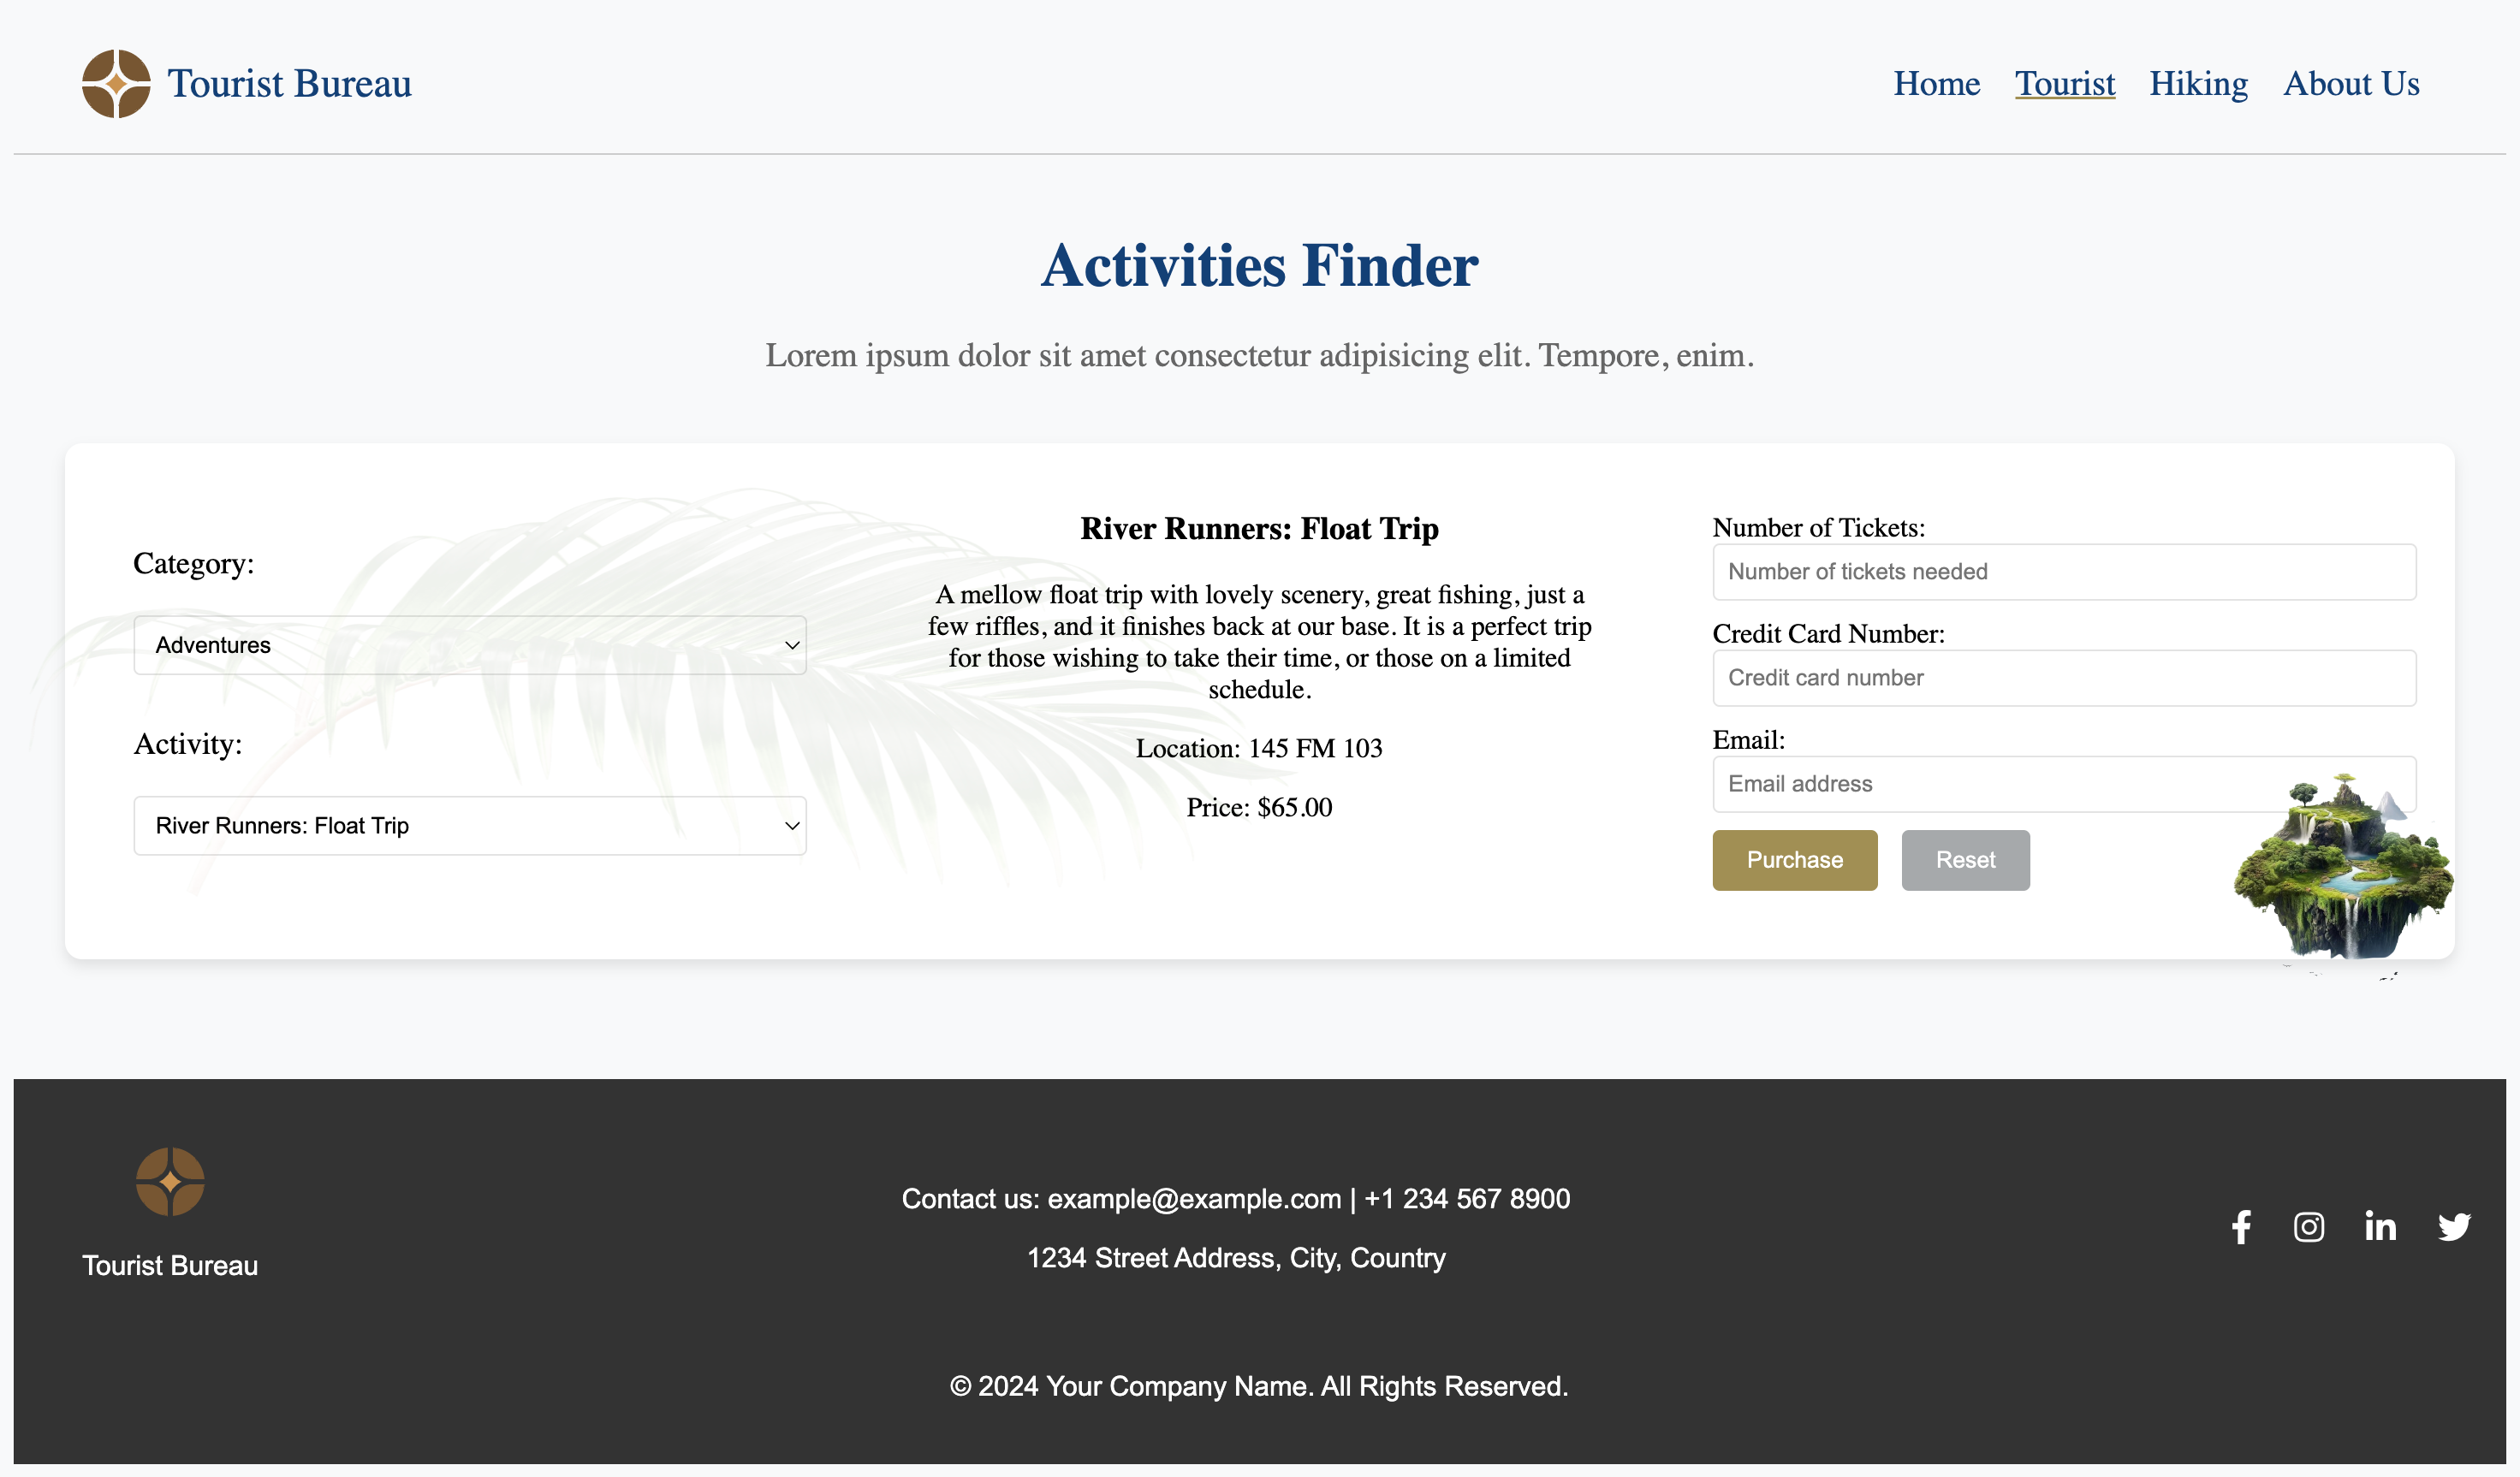 Tourist Bureau
Home Tourist Hiking About Us
Activities Finder
Lorem ipsum dolor sit amet consectetur adipisicing elit. Tempore, enim.
Category:
Adventures
Activity:
River Runners: Float Trip
River Runners: Float Trip
A mellow float trip with lovely scenery, great fishing, just a
few riffles, and it finishes back at our base. It is a perfect trip
for those wishing to take their time, or those on a limited
schedule.
Location: 145 FM 103
Price: $65.00
Number of Tickets:
Number of tickets needed
Credit Card Number:
Credit card number
Email:
Email address
Purchase Reset
Tourist Bureau
Contact us: example@example.com | +1 234 567 8900
1234 Street Address, City, Country
© 2024 Your Company Name. All Rights Reserved.